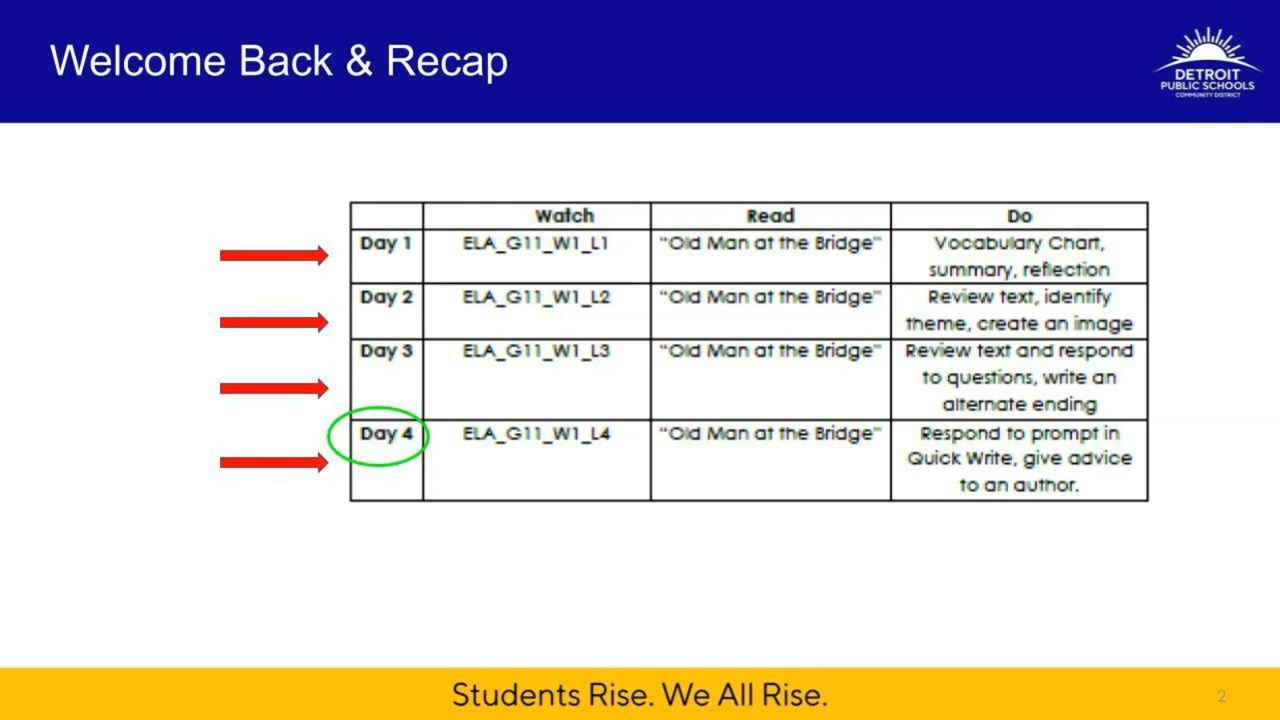 Welcome Back & Recap
DETROIT
PUBLIC SCHOOLS
COMMUNITY DISTRICT
Watch Read Do
Day 1 ELA_G11_W1_L1 "Old Man at the Bridge" Vocabulary Chart,
summary, reflection
Day 2 ELA_G11_W1_L2 "Old Man at the Bridge" Review text, identify
theme, create an image
Day 3 ELA_G11_W1_L3 "Old Man at the Bridge" Review text and respond
to questions, write an
alternate ending
Day 4 ELA_G11_W1_L4 "Old Man at the Bridge" Respond to prompt in
Quick Write, give advice
to an author.
Students Rise. We All Rise.
2